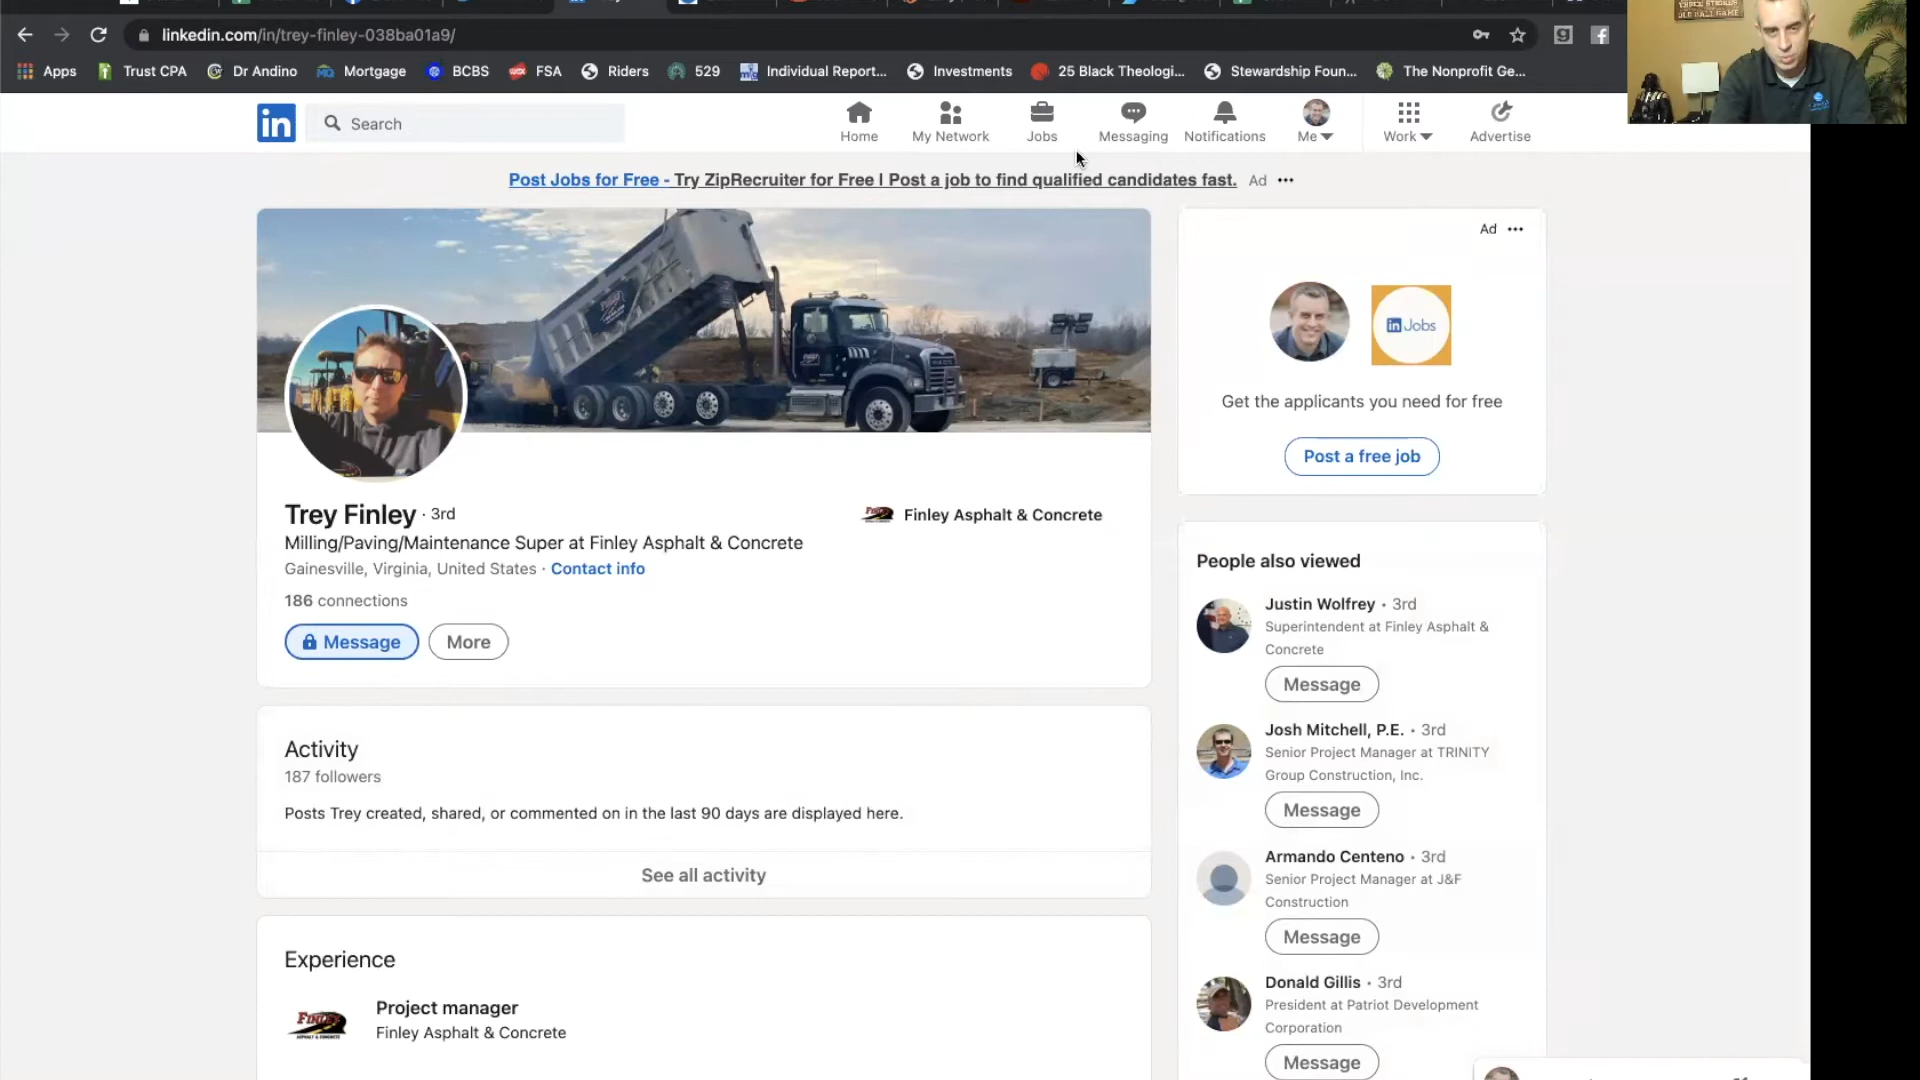 linkedin.com/in/trey-finley-038ba01a9/
Apps
Trust CPA
Dr Andino
Mortgage
BCBS
FSA
Riders
529
Individual Report...
Investments
25 Black Theologi...
Stewardship Foun...
The Nonprofit Ge...
in
Search
Home
My Network
Jobs
Messaging
Notifications
Me
Work
Advertise
Post Jobs for Free - Try ZipRecruiter for Free | Post a job to find qualified candidates fast. Ad
Ad
in Jobs
Get the applicants you need for free
Post a free job
Trey Finley · 3rd
Finley Asphalt & Concrete
Milling/Paving/Maintenance Super at Finley Asphalt & Concrete
Gainesville, Virginia, United States · Contact info
186 connections
Message
More
Activity
187 followers
Posts Trey created, shared, or commented on in the last 90 days are displayed here.
See all activity
Experience
FINLEY
ASPHALT & CONCRETE
Project manager
Finley Asphalt & Concrete
People also viewed
Justin Wolfrey • 3rd
Superintendent at Finley Asphalt &
Concrete
Message
Josh Mitchell, P.E. • 3rd
Senior Project Manager at TRINITY
Group Construction, Inc.
Message
Armando Centeno • 3rd
Senior Project Manager at J&F
Construction
Message
Donald Gillis • 3rd
President at Patriot Development
Corporation
Message